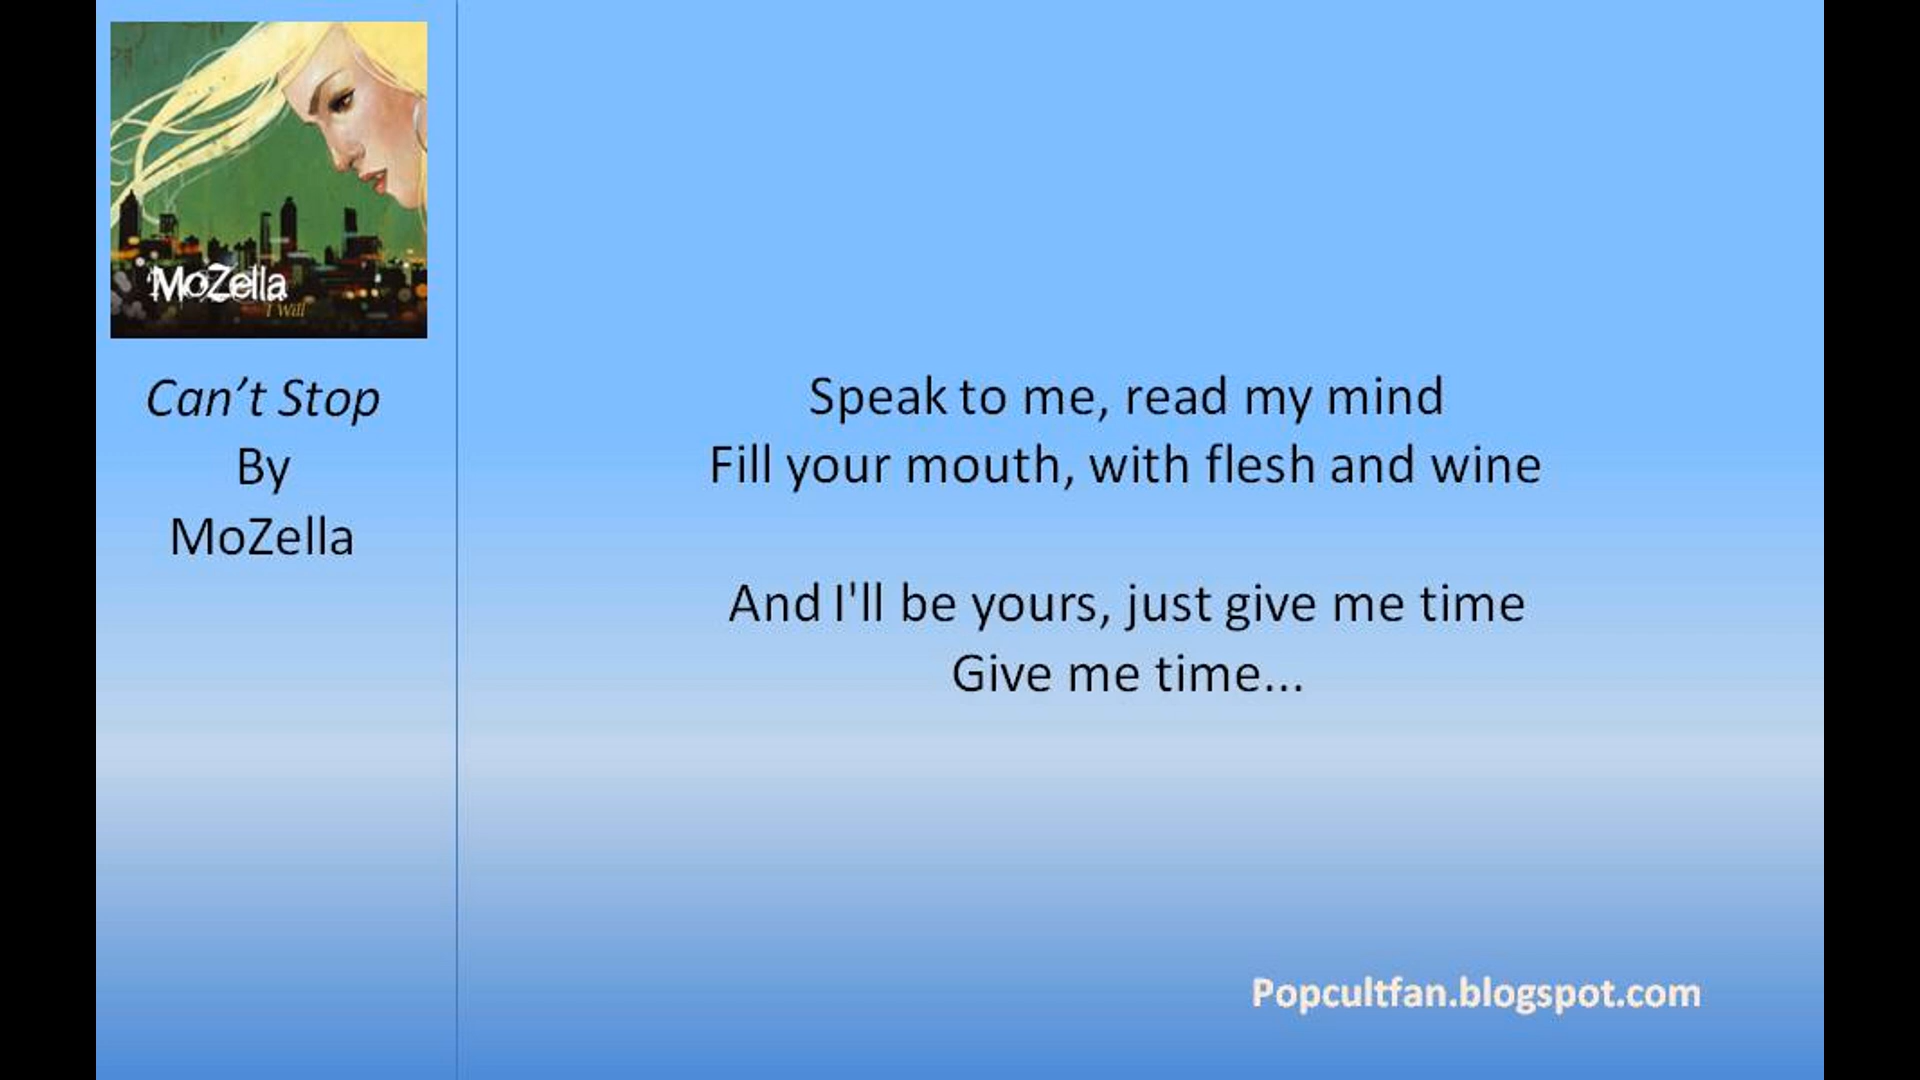 MoZella
I Will
Can’t Stop
By
MoZella
Speak to me, read my mind
Fill your mouth, with flesh and wine
And I'll be yours, just give me time
Give me time...
Popcultfan.blogspot.com